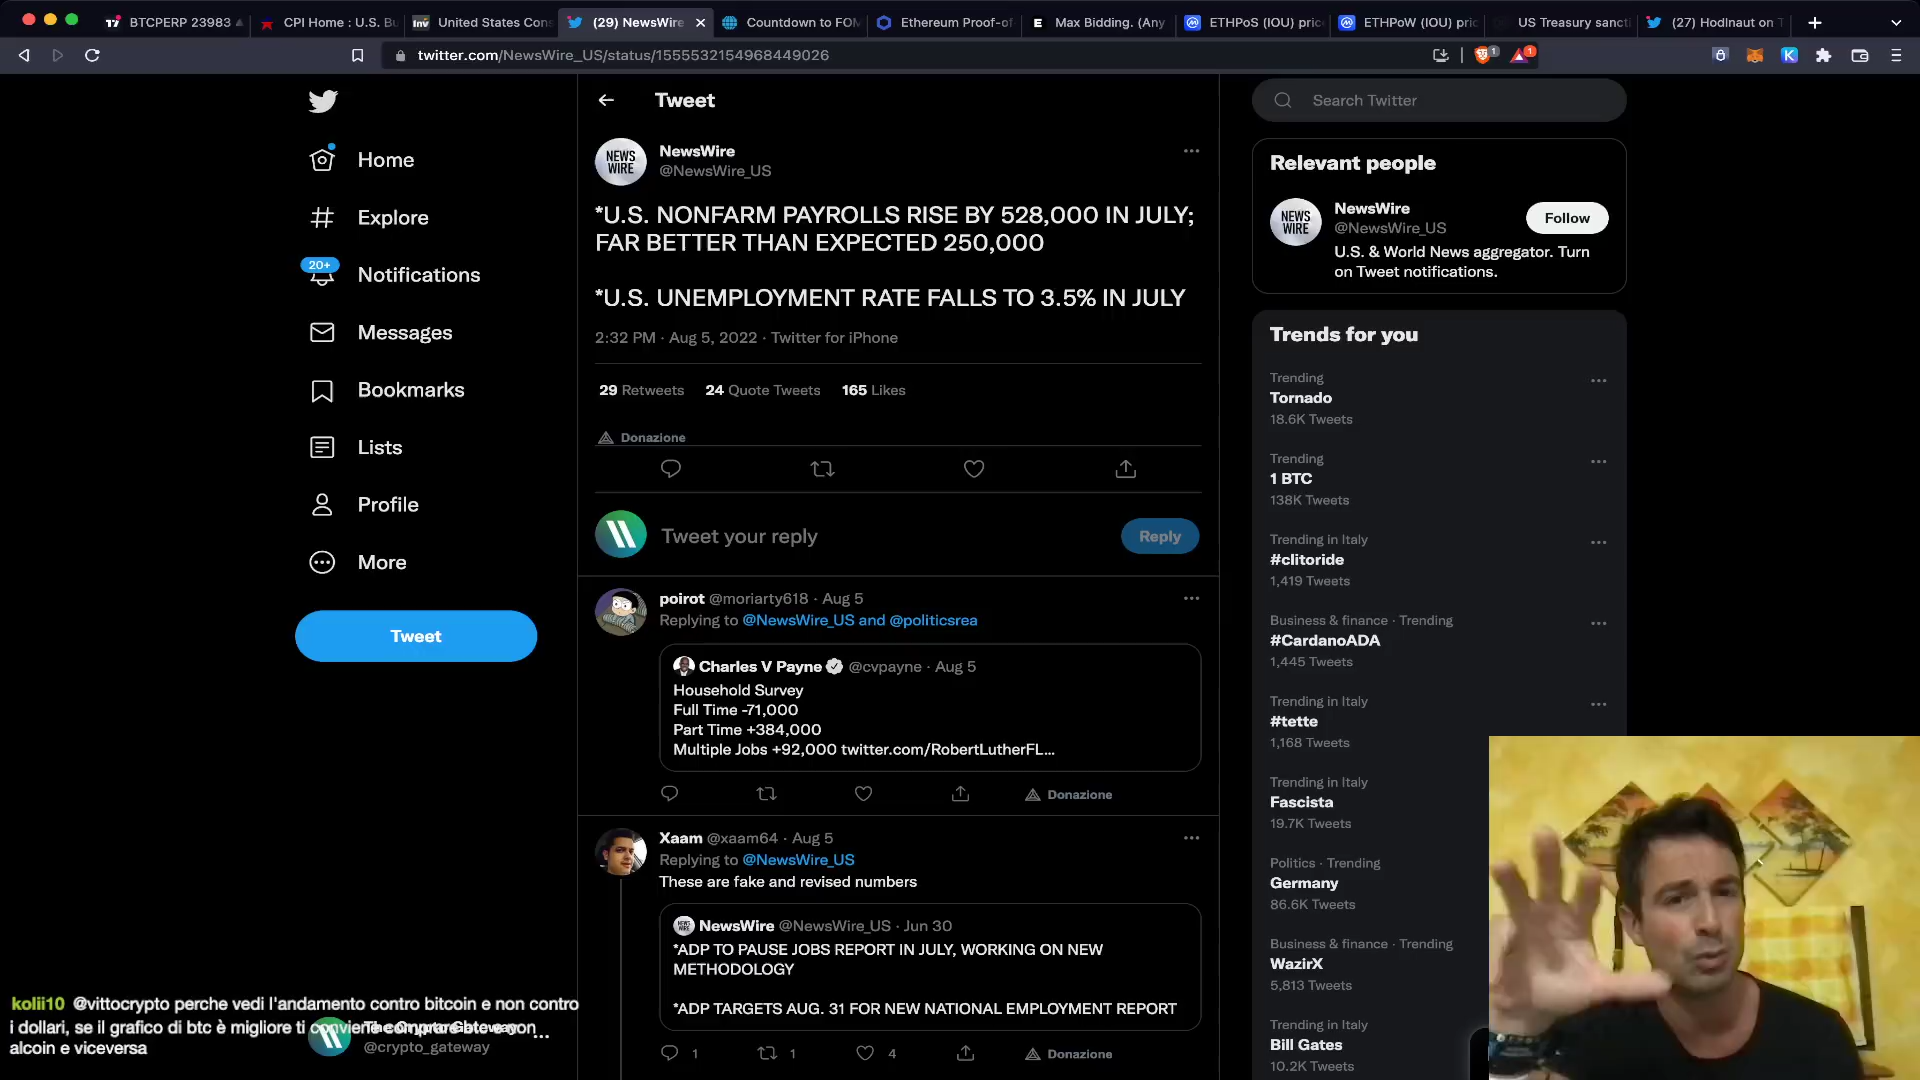 BTCPERP 23983
CPI Home : U.S. Bu
United States Cons
(29) NewsWire
Countdown to FOM
Ethereum Proof-of-
Max Bidding. (Any
ETHPoS (IOU) pric
ETHPoW (IOU) pric
US Treasury sancti
(27) Hodlnaut on T
twitter.com/NewsWire_US/status/1555532154968449026
Tweet
Search Twitter
Home
Explore
20+
Notifications
Messages
Bookmarks
Lists
Profile
More
Tweet
NEWS WIRE
NewsWire
@NewsWire_US
*U.S. NONFARM PAYROLLS RISE BY 528,000 IN JULY;
FAR BETTER THAN EXPECTED 250,000
*U.S. UNEMPLOYMENT RATE FALLS TO 3.5% IN JULY
2:32 PM · Aug 5, 2022 · Twitter for iPhone
29 Retweets 24 Quote Tweets 165 Likes
Donazione
Tweet your reply
Reply
poirot @moriarty618 · Aug 5
Replying to @NewsWire_US and @politicsrea
Charles V Payne @cvpayne · Aug 5
Household Survey
Full Time -71,000
Part Time +384,000
Multiple Jobs +92,000 twitter.com/RobertLutherFL…
Donazione
Xaam @xaam64 · Aug 5
Replying to @NewsWire_US
These are fake and revised numbers
NewsWire @NewsWire_US · Jun 30
*ADP TO PAUSE JOBS REPORT IN JULY, WORKING ON NEW
METHODOLOGY
*ADP TARGETS AUG. 31 FOR NEW NATIONAL EMPLOYMENT REPORT
1 1 4 Donazione
Relevant people
NEWS WIRE
NewsWire
@NewsWire_US
Follow
U.S. & World News aggregator. Turn
on Tweet notifications.
Trends for you
Trending
Tornado
18.6K Tweets
Trending
1 BTC
138K Tweets
Trending in Italy
#clitoride
1,419 Tweets
Business & finance · Trending
#CardanoADA
1,445 Tweets
Trending in Italy
#tette
1,168 Tweets
Trending in Italy
Fascista
19.7K Tweets
Politics · Trending
Germany
86.6K Tweets
Business & finance · Trending
WazirX
5,813 Tweets
Trending in Italy
Bill Gates
10.2K Tweets
kolii10 @vittocrypto perche vedi l'andamento contro bitcoin e non contro
i dollari, se il grafico di btc è migliore ti conviene comprare btc e non
alcoin e viceversa
The Crypto Gateway
@crypto_gateway